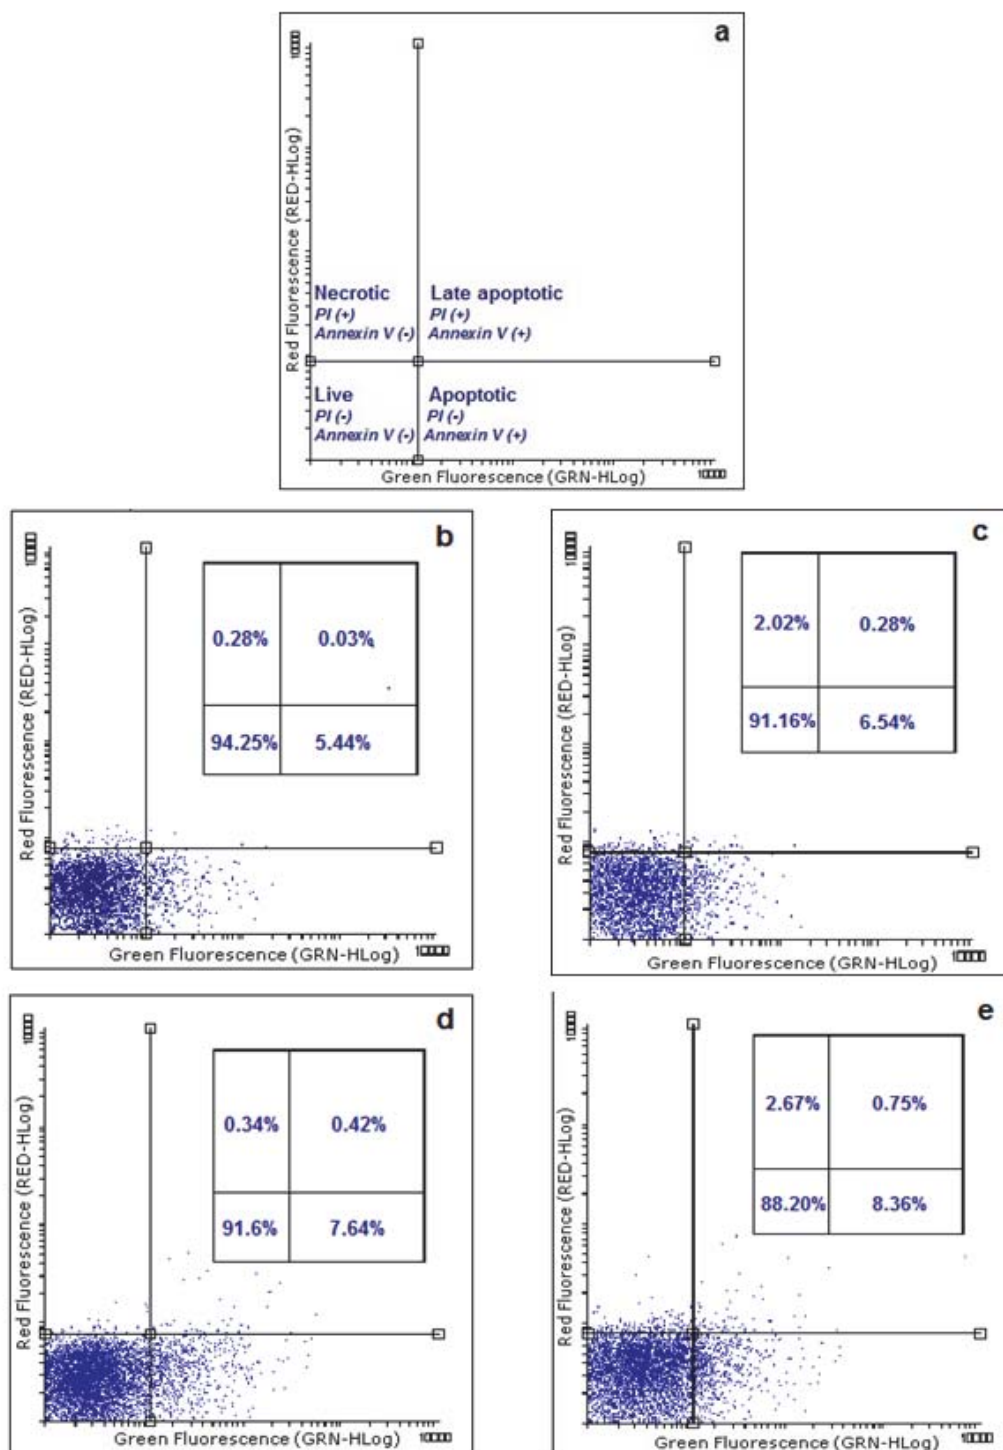 a
Red Fluorescence (RED-HLog)
Necrotic
PI (+)
Annexin V (-)
Late apoptotic
PI (+)
Annexin V (+)
Live
PI (-)
Annexin V (-)
Apoptotic
PI (-)
Annexin V (+)
Green Fluorescence (GRN-HLog)
b
Red Fluorescence (RED-HLog)
0.28% 0.03%
94.25% 5.44%
Green Fluorescence (GRN-HLog)
c
Red Fluorescence (RED-HLog)
2.02% 0.28%
91.16% 6.54%
Green Fluorescence (GRN-HLog)
d
Red Fluorescence (RED-HLog)
0.34% 0.42%
91.6% 7.64%
Green Fluorescence (GRN-HLog)
e
Red Fluorescence (RED-HLog)
2.67% 0.75%
88.20% 8.36%
Green Fluorescence (GRN-HLog)